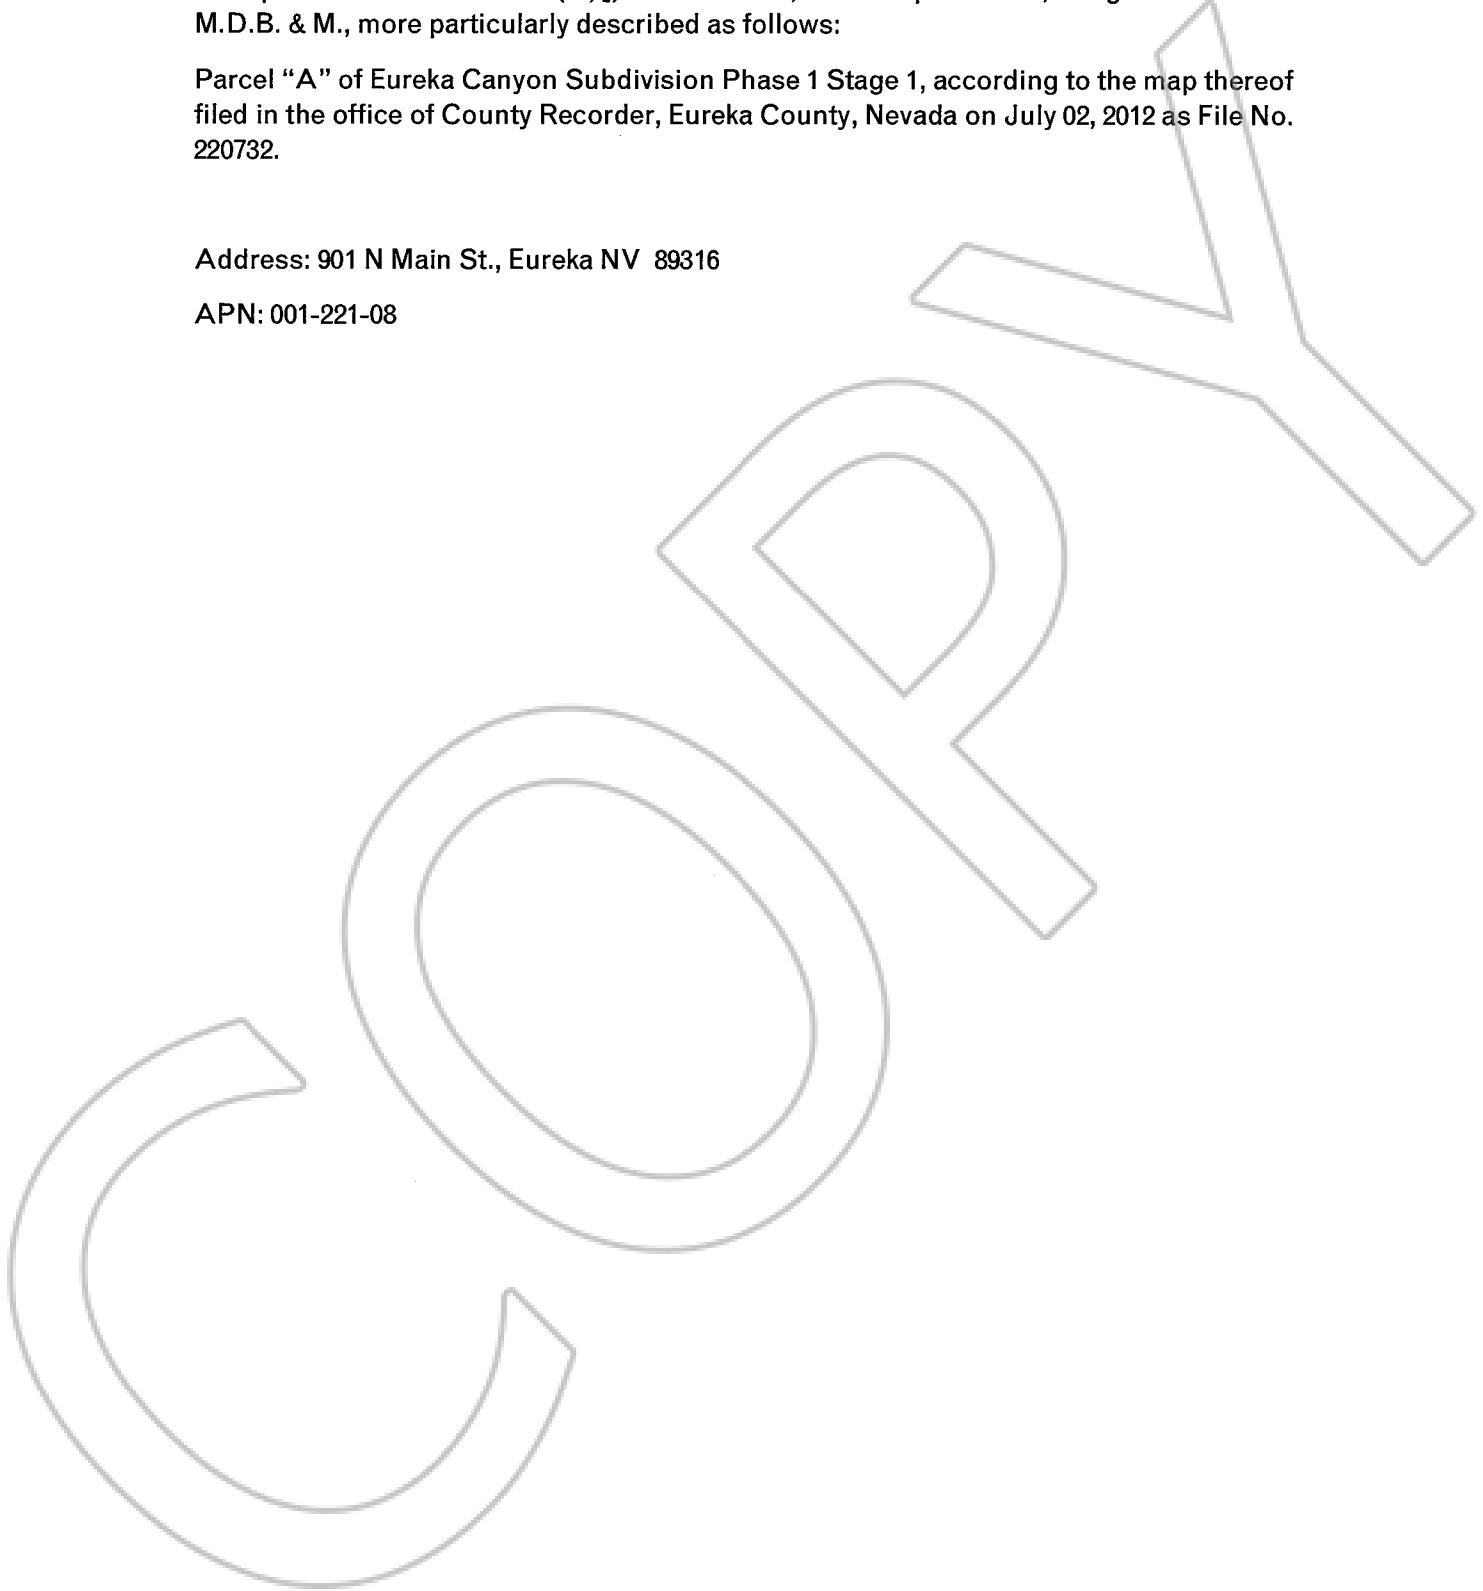 M.D.B. & M., more particularly described as follows:
Parcel “A” of Eureka Canyon Subdivision Phase 1 Stage 1, according to the map thereof
filed in the office of County Recorder, Eureka County, Nevada on July 02, 2012 as File No.
220732.
Address: 901 N Main St., Eureka NV 89316
APN: 001-221-08
COPY